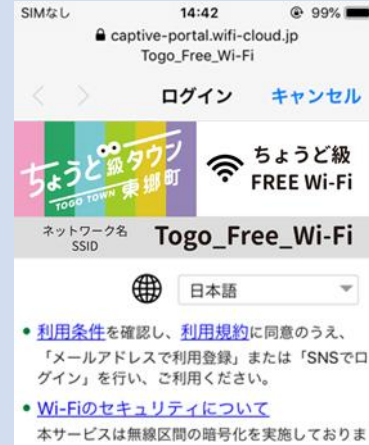 SIMなし 14:42 99%
captive-portal.wifi-cloud.jp
Togo_Free_Wi-Fi
ログイン キャンセル
ちょうど級タウン
TOGO TOWN 東郷町
ちょうど級
FREE Wi-Fi
ネットワーク名
SSID
Togo_Free_Wi-Fi
日本語
利用条件を確認し、利用規約に同意のうえ、
「メールアドレスで利用登録」または「SNSでロ
グイン」を行い、ご利用ください。
Wi-Fiのセキュリティについて
本サービスは無線区間の暗号化を実施しておりま